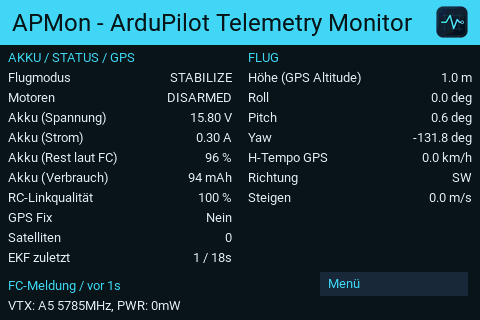 APMon - ArduPilot Telemetry Monitor
AKKU / STATUS / GPS
Flugmodus STABILIZE
Motoren DISARMED
Akku (Spannung) 15.80 V
Akku (Strom) 0.30 A
Akku (Rest laut FC) 96 %
Akku (Verbrauch) 94 mAh
RC-Linkqualität 100 %
GPS Fix Nein
Satelliten 0
EKF zuletzt 1 / 18s
FLUG
Höhe (GPS Altitude) 1.0 m
Roll 0.0 deg
Pitch 0.6 deg
Yaw -131.8 deg
H-Tempo GPS 0.0 km/h
Richtung SW
Steigen 0.0 m/s
FC-Meldung / vor 1s
VTX: A5 5785MHz, PWR: 0mW
Menü